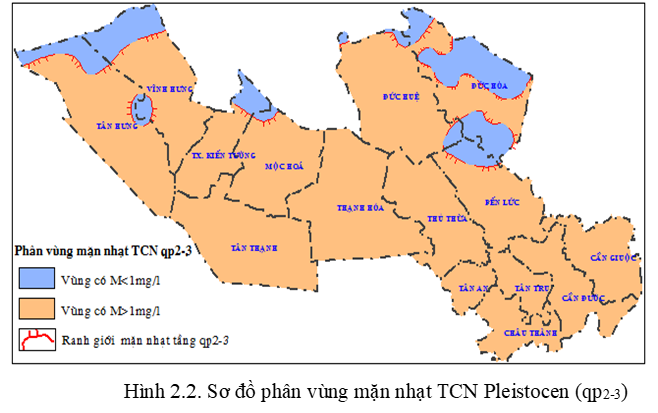 VĨNH HƯNG
ĐỨC HÒA
ĐỨC HUỆ
TÂN HƯNG
TX. KIẾN TƯỜNG
MỘC HOÁ
THẠNH HÓA
BẾN LỨC
THỦ THỪA
TÂN THẠNH
CẦN GIUỘC
TÂN AN
TÂN TRỤ
CẦN ĐƯỚC
CHÂU THÀNH
Phân vùng mặn nhạt TCN qp2-3
Vùng có M<1mg/l
Vùng có M>1mg/l
Ranh giới mặn nhạt tầng qp2-3
Hình 2.2. Sơ đồ phân vùng mặn nhạt TCN Pleistocen (qp2-3)